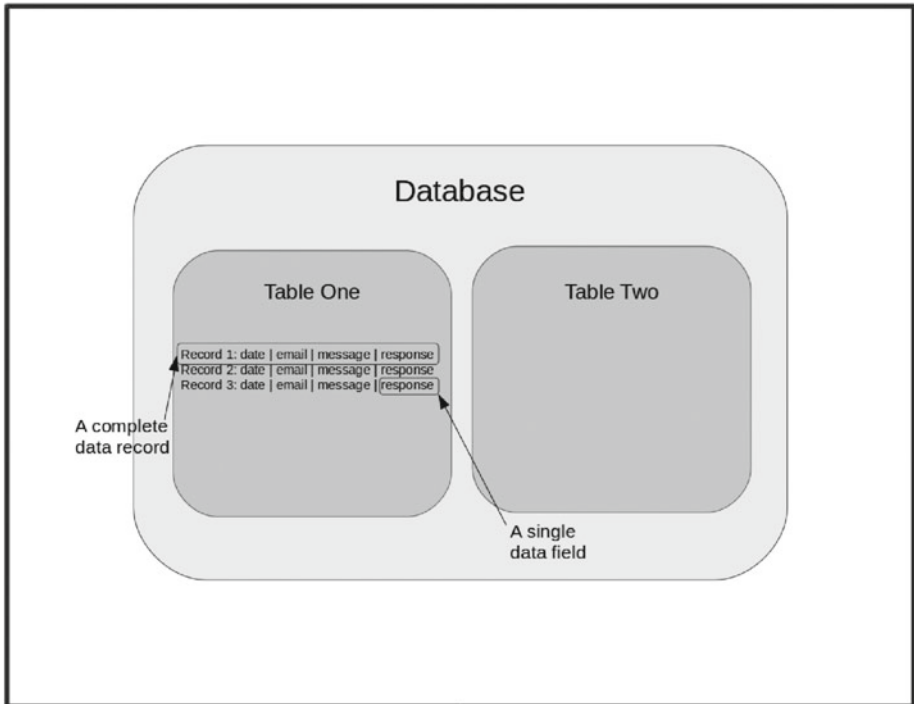 Database
Table One
Table Two
Record 1: date | email | message | response
Record 2: date | email | message | response
Record 3: date | email | message | response
A complete
data record
A single
data field